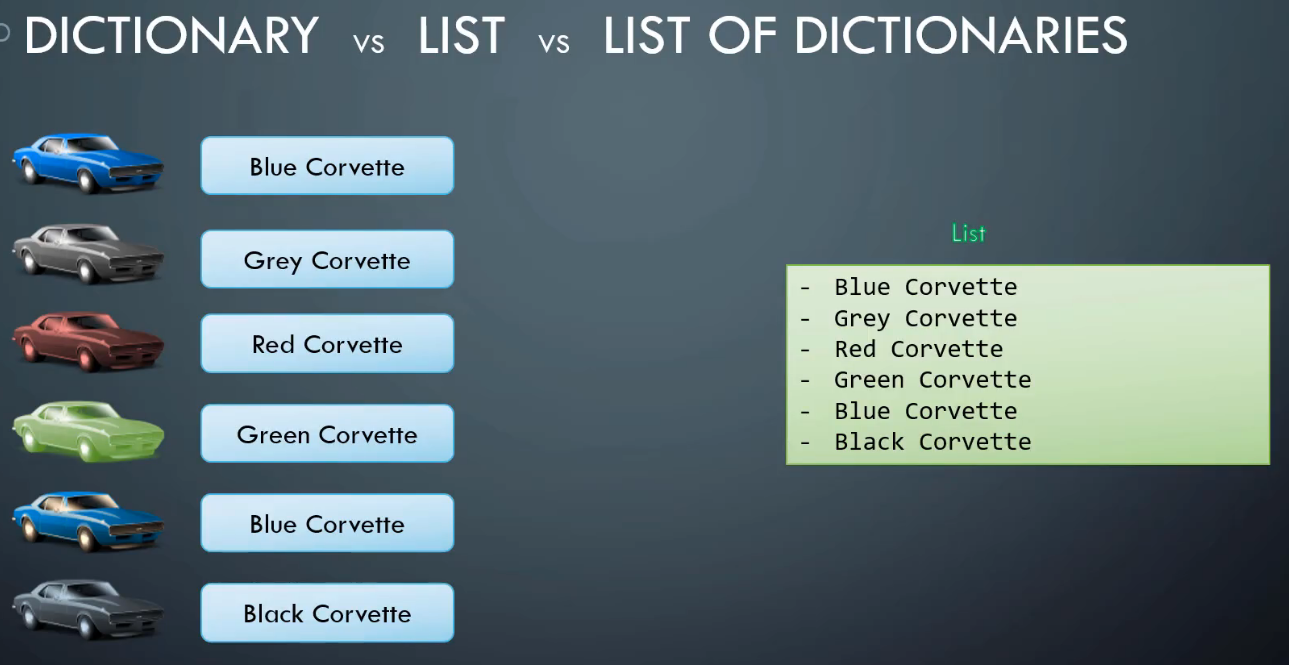 DICTIONARY vs LIST vs LIST OF DICTIONARIES
Blue Corvette
Grey Corvette
Red Corvette
Green Corvette
Blue Corvette
Black Corvette
List
- Blue Corvette
- Grey Corvette
- Red Corvette
- Green Corvette
- Blue Corvette
- Black Corvette